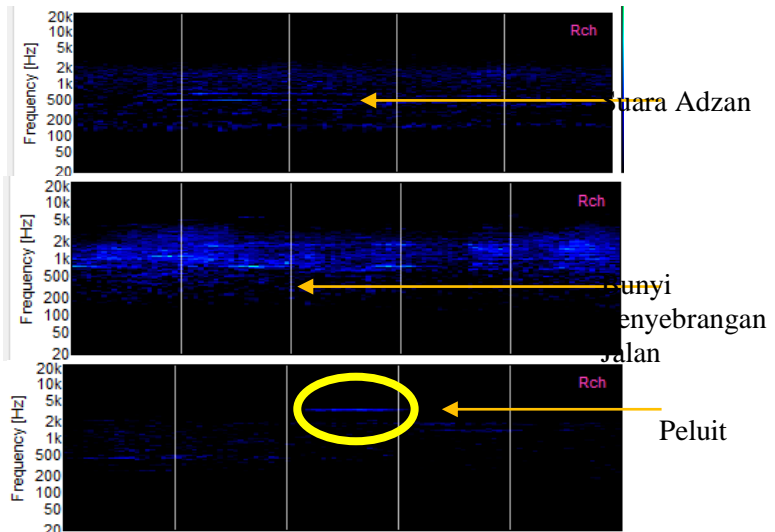 20k
10k
5k
2k
1k
500
200
100
50
20
Frequency [Hz]
Rch
Suara Adzan
20k
10k
5k
2k
1k
500
200
100
50
20
Frequency [Hz]
Rch
Bunyi
Penyebrangan
Jalan
20k
10k
5k
2k
1k
500
200
100
50
20
Frequency [Hz]
Rch
Peluit